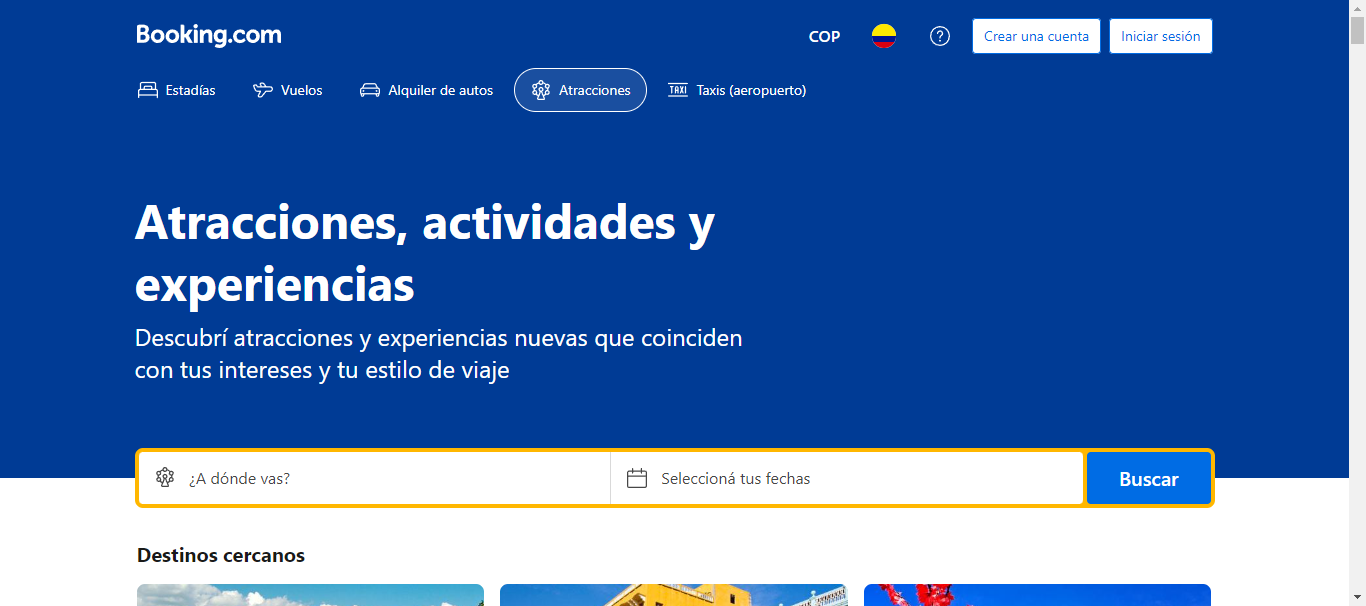 Booking.com
COP
Crear una cuenta
Iniciar sesión
Estadías
Vuelos
Alquiler de autos
Atracciones
TAXI
Taxis (aeropuerto)
Atracciones, actividades y
experiencias
Descubrí atracciones y experiencias nuevas que coinciden
con tus intereses y tu estilo de viaje
¿A dónde vas?
Seleccioná tus fechas
Buscar
Destinos cercanos